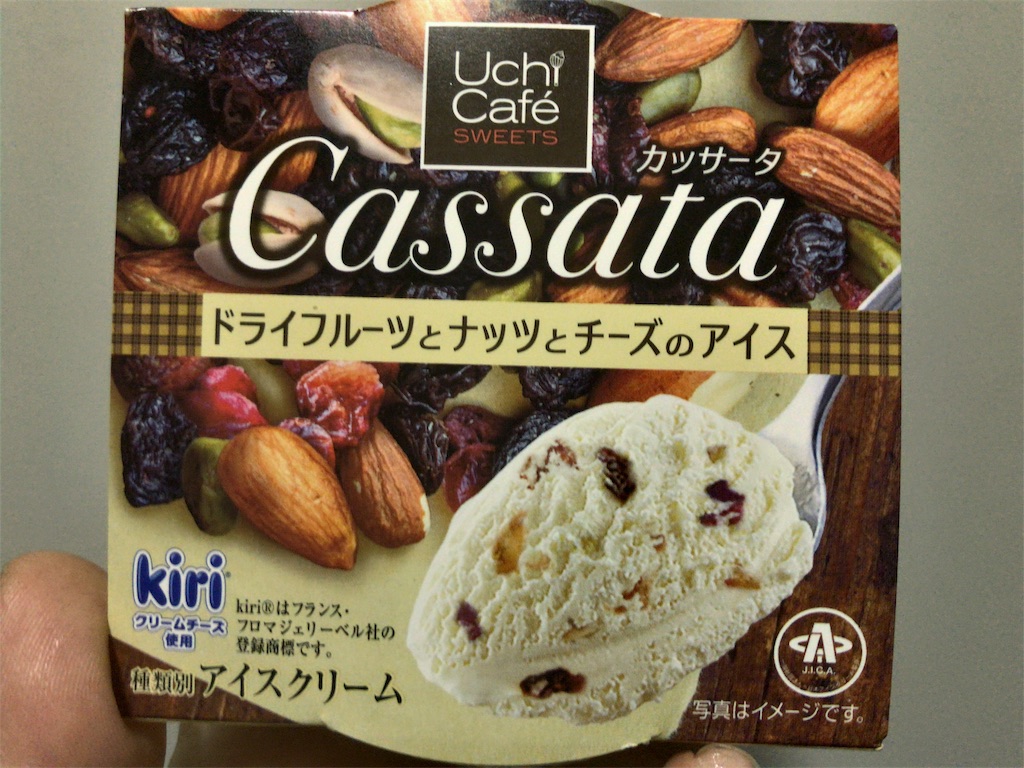 Uchi
Café
SWEETS
カッサータ
Cassata
ドライフルーツとナッツとチーズのアイス
kiri®
クリームチーズ
使用
kiri®はフランス・
フロマジェリーベル社の
登録商標です。
種類別 アイスクリーム
J.I.C.A.
写真はイメージです。